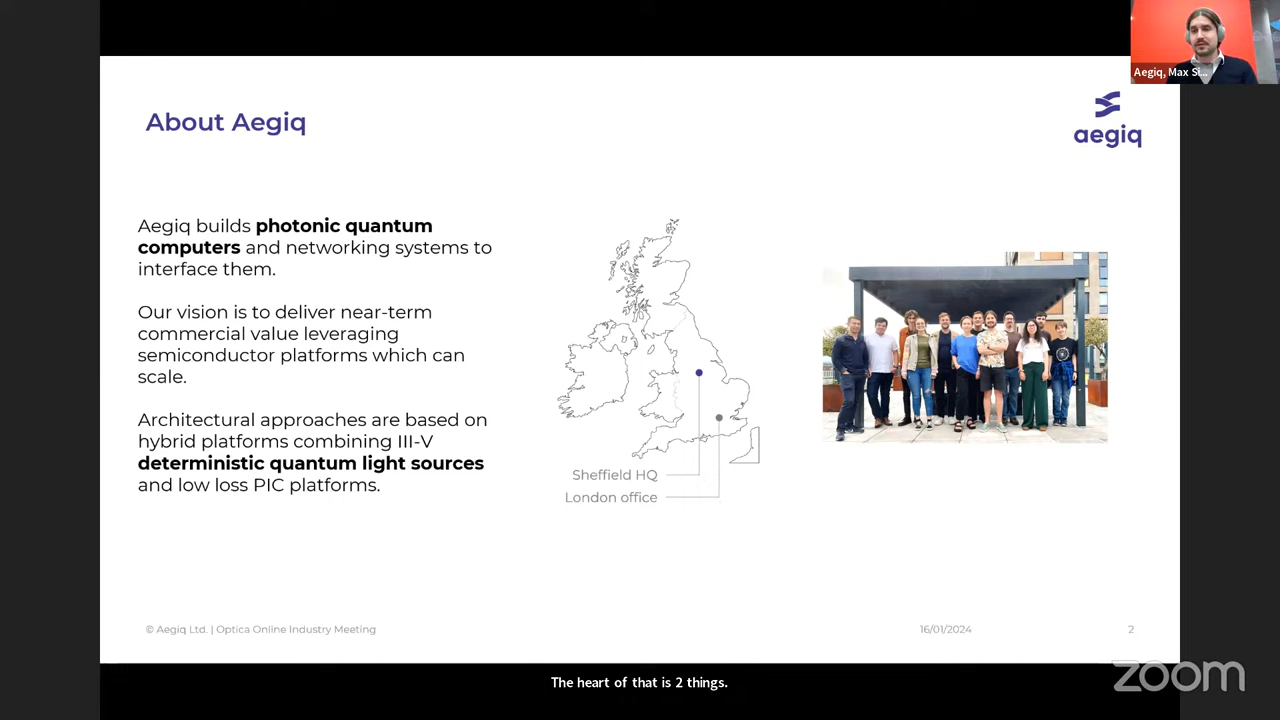 Aegiq, Max Si...
About Aegiq
aegiq
Aegiq builds photonic quantum
computers and networking systems to
interface them.
Our vision is to deliver near-term
commercial value leveraging
semiconductor platforms which can
scale.
Architectural approaches are based on
hybrid platforms combining III-V
deterministic quantum light sources
and low loss PIC platforms.
Sheffield HQ
London office
© Aegiq Ltd. | Optica Online Industry Meeting
16/01/2024
2
The heart of that is 2 things.
zoom